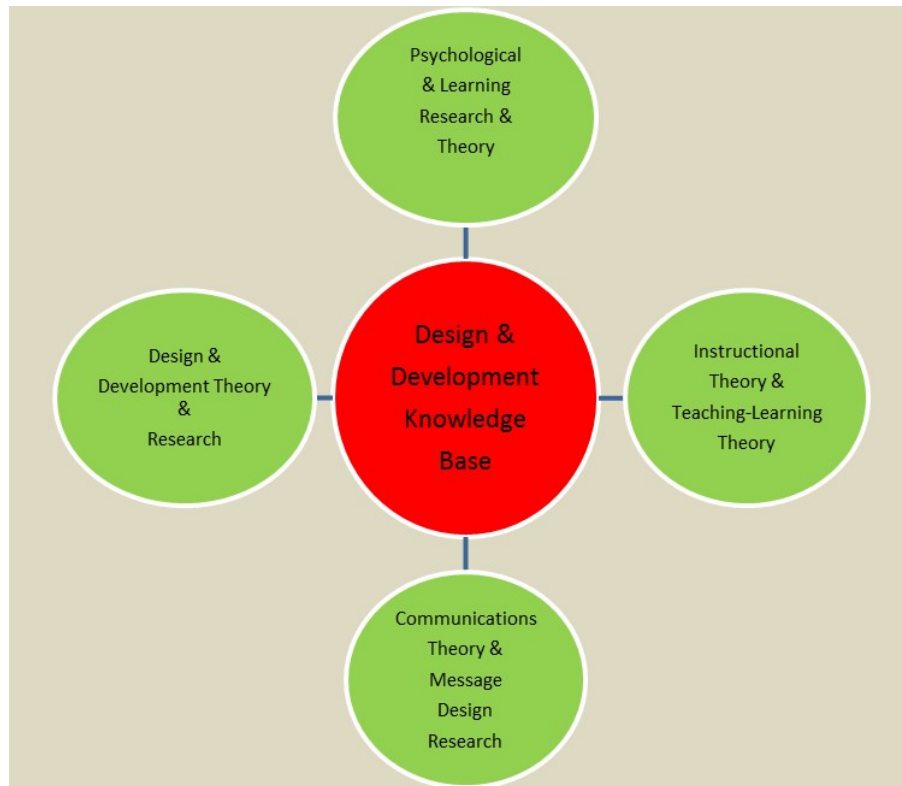 Psychological
& Learning
Research &
Theory
Design &
Development Theory
&
Research
Design &
Development
Knowledge
Base
Instructional
Theory &
Teaching-Learning
Theory
Communications
Theory &
Message
Design
Research